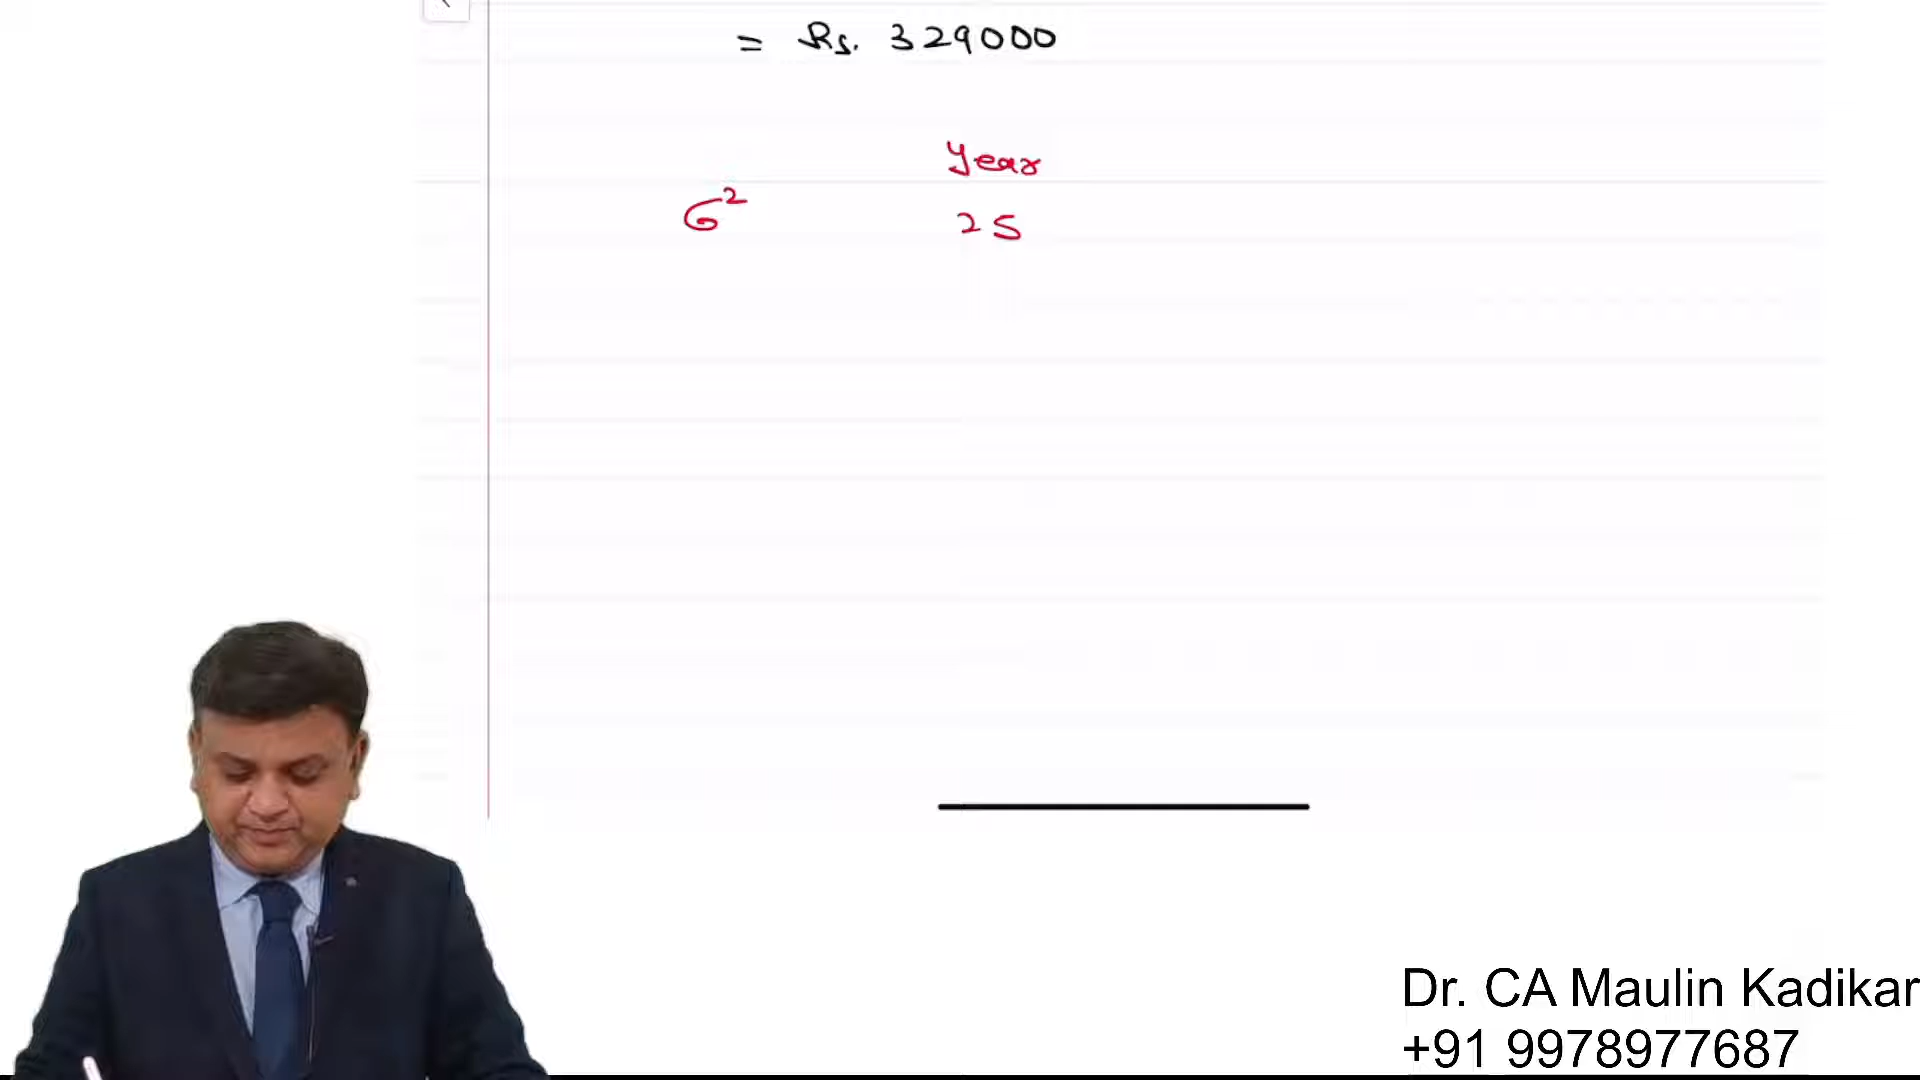 = Rs. 329000
Year
σ² 25
Dr. CA Maulin Kadikar
+91 9978977687